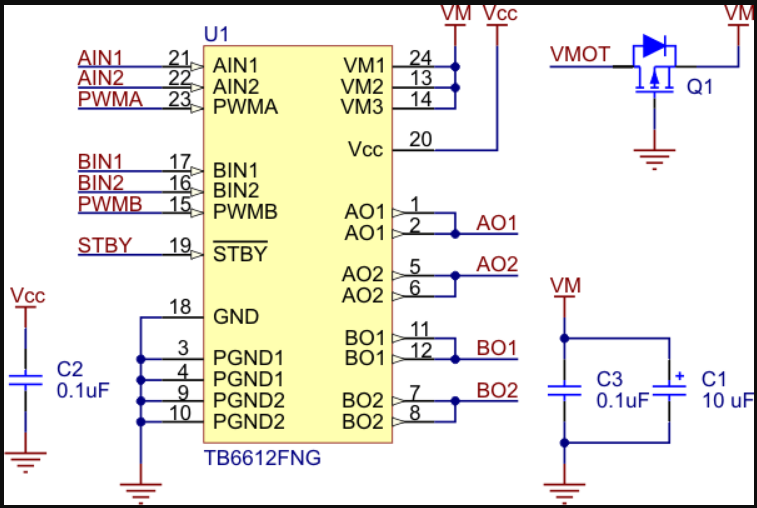 U1
VM
Vcc
VM
AIN1 21 AIN1 VM1 24
AIN2 22 AIN2 VM2 13
PWMA 23 PWMA VM3 14
VMOT
Q1
Vcc 20
BIN1 17 BIN1
BIN2 16 BIN2
PWMB 15 PWMB
AO1 1
AO1 2 AO1
STBY 19 STBY
AO2 5 AO2
AO2 6
Vcc
18 GND
VM
BO1 11
BO1 12 BO1
3 PGND1
4 PGND1
9 PGND2
10 PGND2
BO2 7 BO2
BO2 8
C2
0.1uF
C3
0.1uF
+
C1
10 uF
TB6612FNG